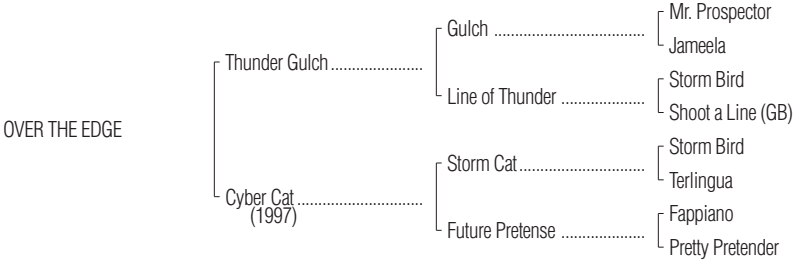 Mr. Prospector
Gulch ......................................
Jameela
Thunder Gulch.......................
Storm Bird
Line of Thunder .....................
Shoot a Line (GB)
OVER THE EDGE
Storm Bird
Storm Cat................................
Terlingua
Cyber Cat................................
(1997)
Fappiano
Future Pretense .....................
Pretty Pretender